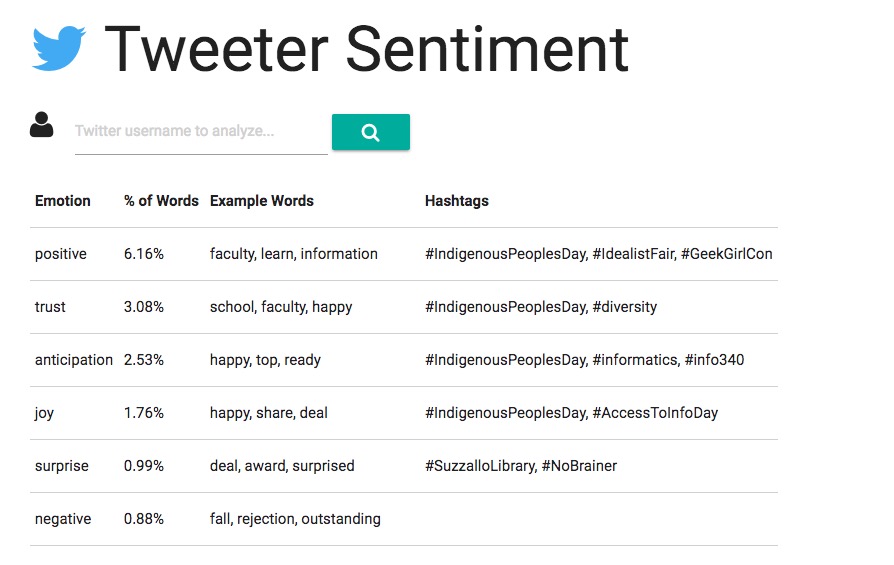 Tweeter Sentiment
Twitter username to analyze...
Emotion % of Words Example Words Hashtags
positive 6.16% faculty, learn, information #IndigenousPeoplesDay, #IdealistFair, #GeekGirlCon
trust 3.08% school, faculty, happy #IndigenousPeoplesDay, #diversity
anticipation 2.53% happy, top, ready #IndigenousPeoplesDay, #informatics, #info340
joy 1.76% happy, share, deal #IndigenousPeoplesDay, #AccessToInfoDay
surprise 0.99% deal, award, surprised #SuzzalloLibrary, #NoBrainer
negative 0.88% fall, rejection, outstanding